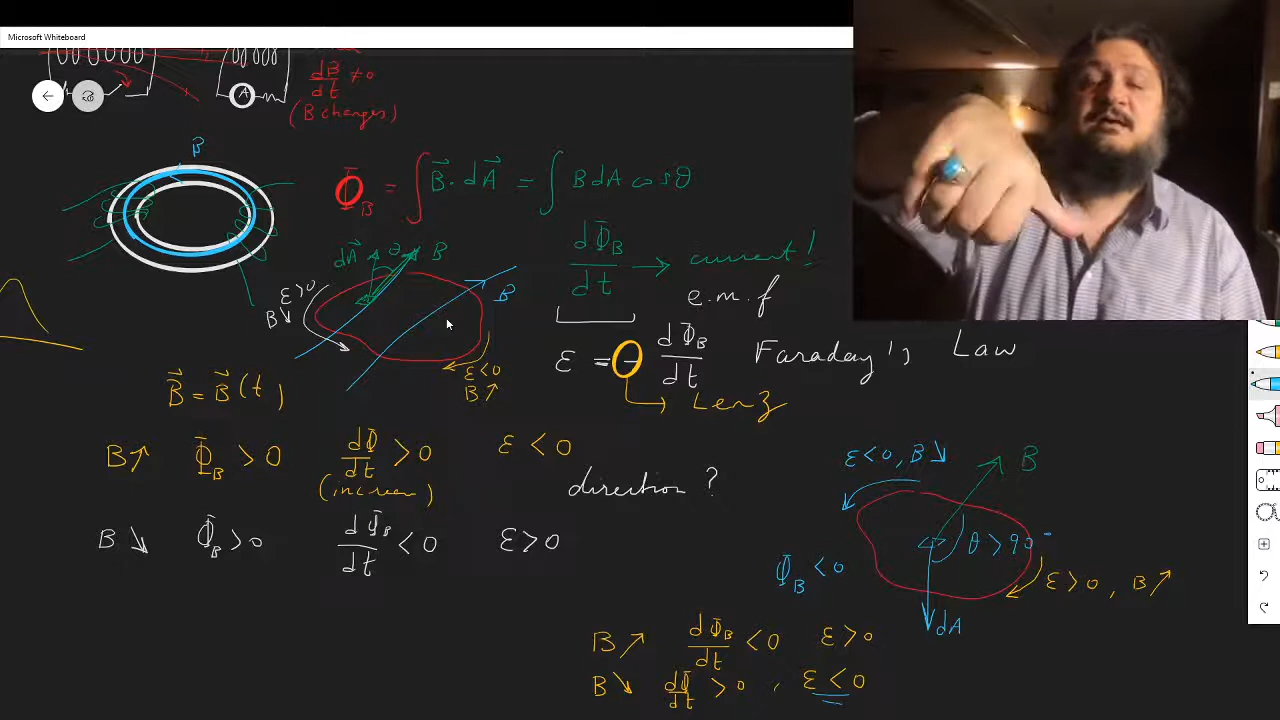 Microsoft Whiteboard
A
dB/dt ≠ 0
(B changes)
B
Φ_B = ∫ B⃗ · dA⃗ = ∫ B dA cosθ
dA⃗ θ B
B
ε>0
B↘
ε<0
B↗
dΦ_B/dt → current!
e.m.f
ε = - dΦ_B/dt Faraday's Law
→ Lenz
B⃗ = B⃗(t)
B↗ Φ_B > 0 dΦ/dt > 0 ε < 0
(increase)
direction ?
B↘ Φ_B > 0 dΦ_B/dt < 0 ε > 0
ε<0, B↘
B
θ > 90°
Φ_B < 0
ε>0, B↗
dA
B↗ dΦ_B/dt < 0 ε > 0
B↘ dΦ/dt > 0, ε < 0